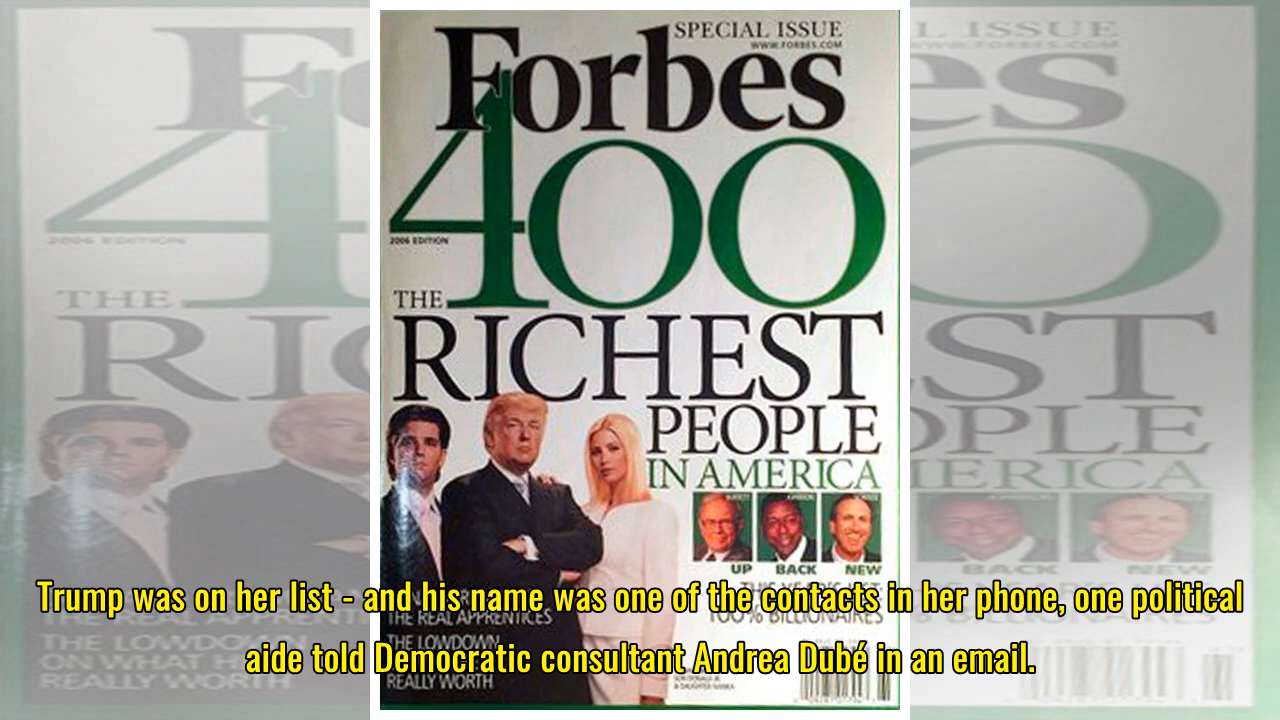 SPECIAL ISSUE
WWW.FORBES.COM
Forbes
400
2006 EDITION
THE
RICHEST
PEOPLE
IN AMERICA
UP BACK NEW
100% BILLIONAIRES
THE REAL APPRENTICES
THE LOWDOWN
REALLY WORTH
Trump was on her list - and his name was one of the contacts in her phone, one political
aide told Democratic consultant Andrea Dubé in an email.